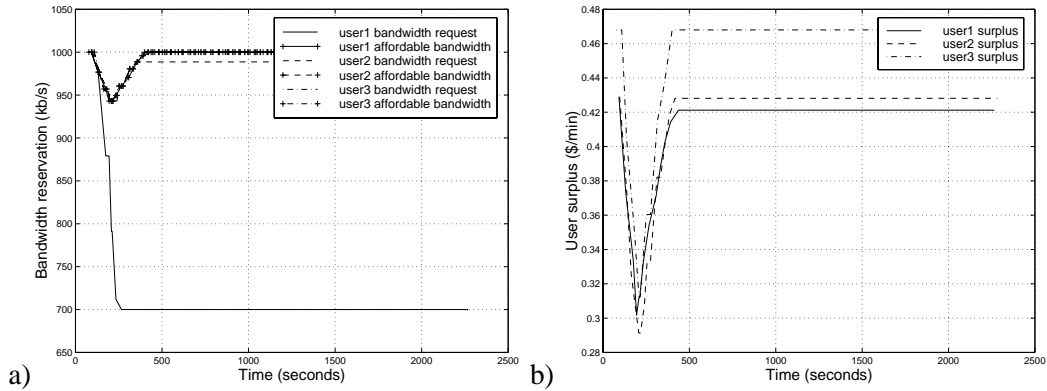 1050
1000
950
900
850
800
750
700
650
0
500
1000
1500
2000
2500
Time (seconds)
Bandwidth reservation (kb/s)
user1 bandwidth request
user1 affordable bandwidth
user2 bandwidth request
user2 affordable bandwidth
user3 bandwidth request
user3 affordable bandwidth
a)
0.48
0.46
0.44
0.42
0.4
0.38
0.36
0.34
0.32
0.3
0.28
0
500
1000
1500
2000
2500
Time (seconds)
User surplus ($/min)
user1 surplus
user2 surplus
user3 surplus
b)